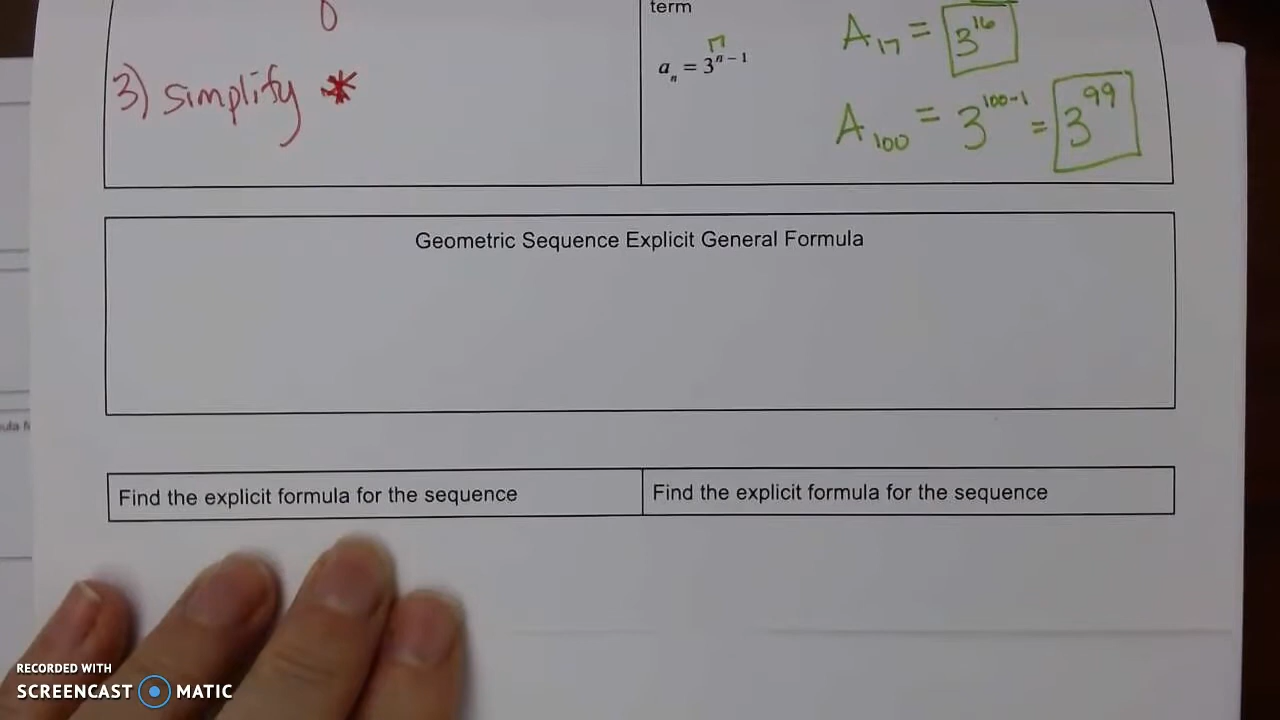 3) simplify *
term
17
aₙ = 3ⁿ⁻¹
A₁₇ = 3¹⁶
A₁₀₀ = 3¹⁰⁰⁻¹ = 3⁹⁹
Geometric Sequence Explicit General Formula
Find the explicit formula for the sequence
Find the explicit formula for the sequence
RECORDED WITH
SCREENCAST MATIC